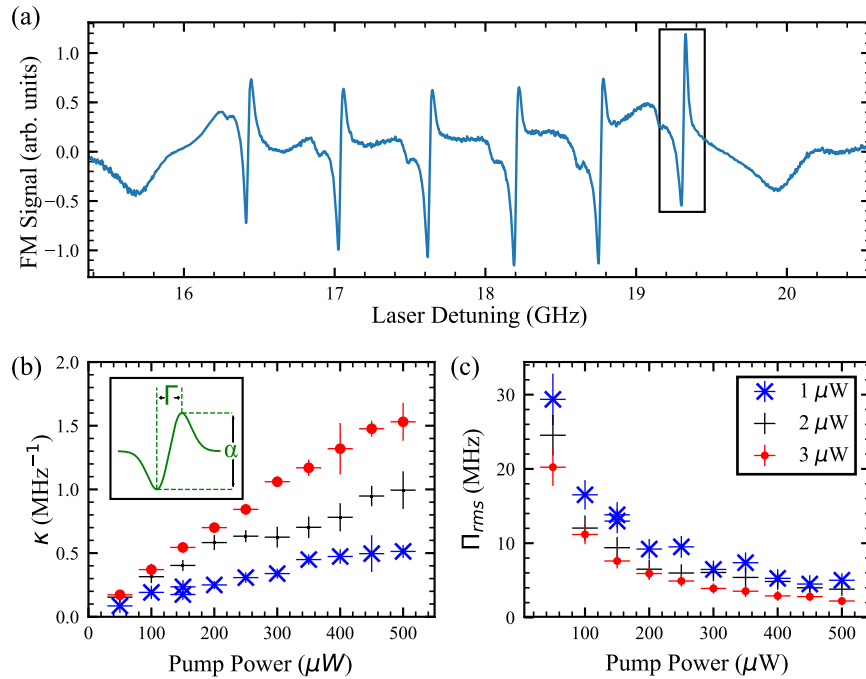 (a)
FM Signal (arb. units)
1.0
0.5
0.0
−0.5
−1.0
16
17
18
19
20
Laser Detuning (GHz)
(b)
κ (MHz⁻¹)
2.0
1.5
1.0
0.5
0.0
Γ
α
0
100
200
300
400
500
Pump Power (μW)
(c)
Πrms (MHz)
30
20
10
0
1 μW
2 μW
3 μW
100
200
300
400
500
Pump Power (μW)